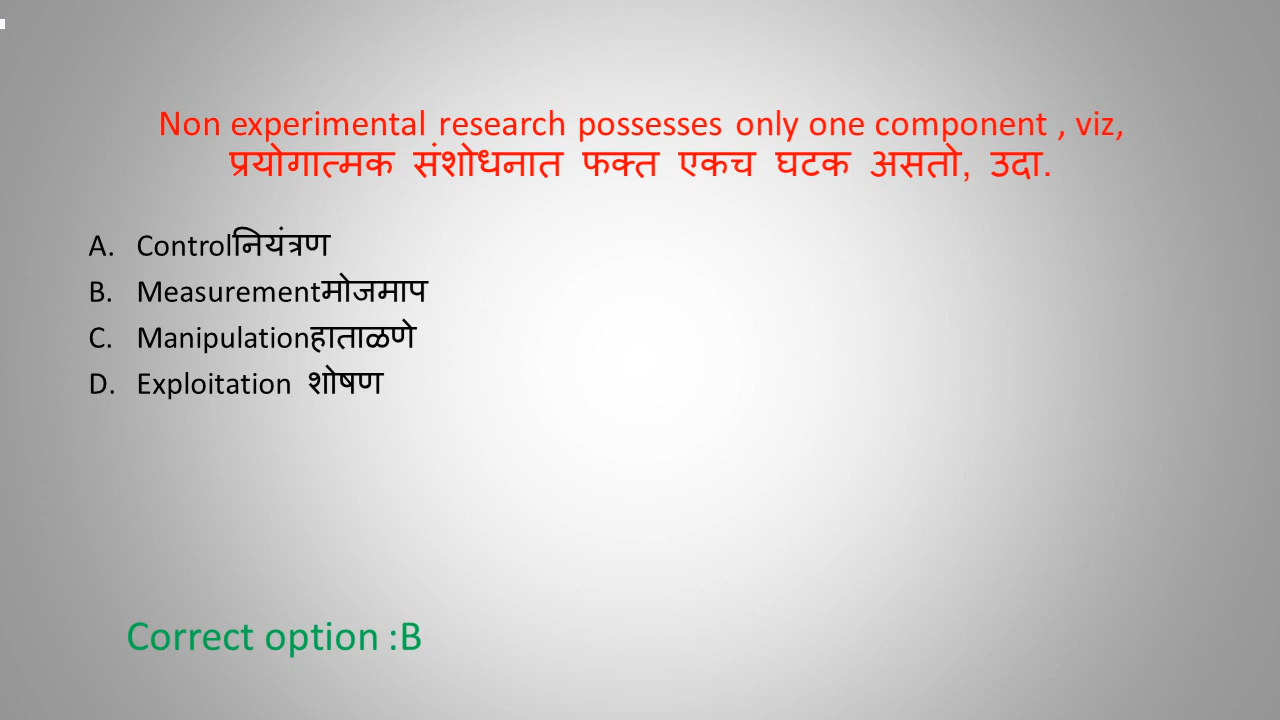 Non experimental research possesses only one component , viz,
प्रयोगात्मक संशोधनात फक्त एकच घटक असतो, उदा.
A. Controlनियंत्रण
B. Measurementमोजमाप
C. Manipulationहाताळणे
D. Exploitation शोषण
Correct option :B